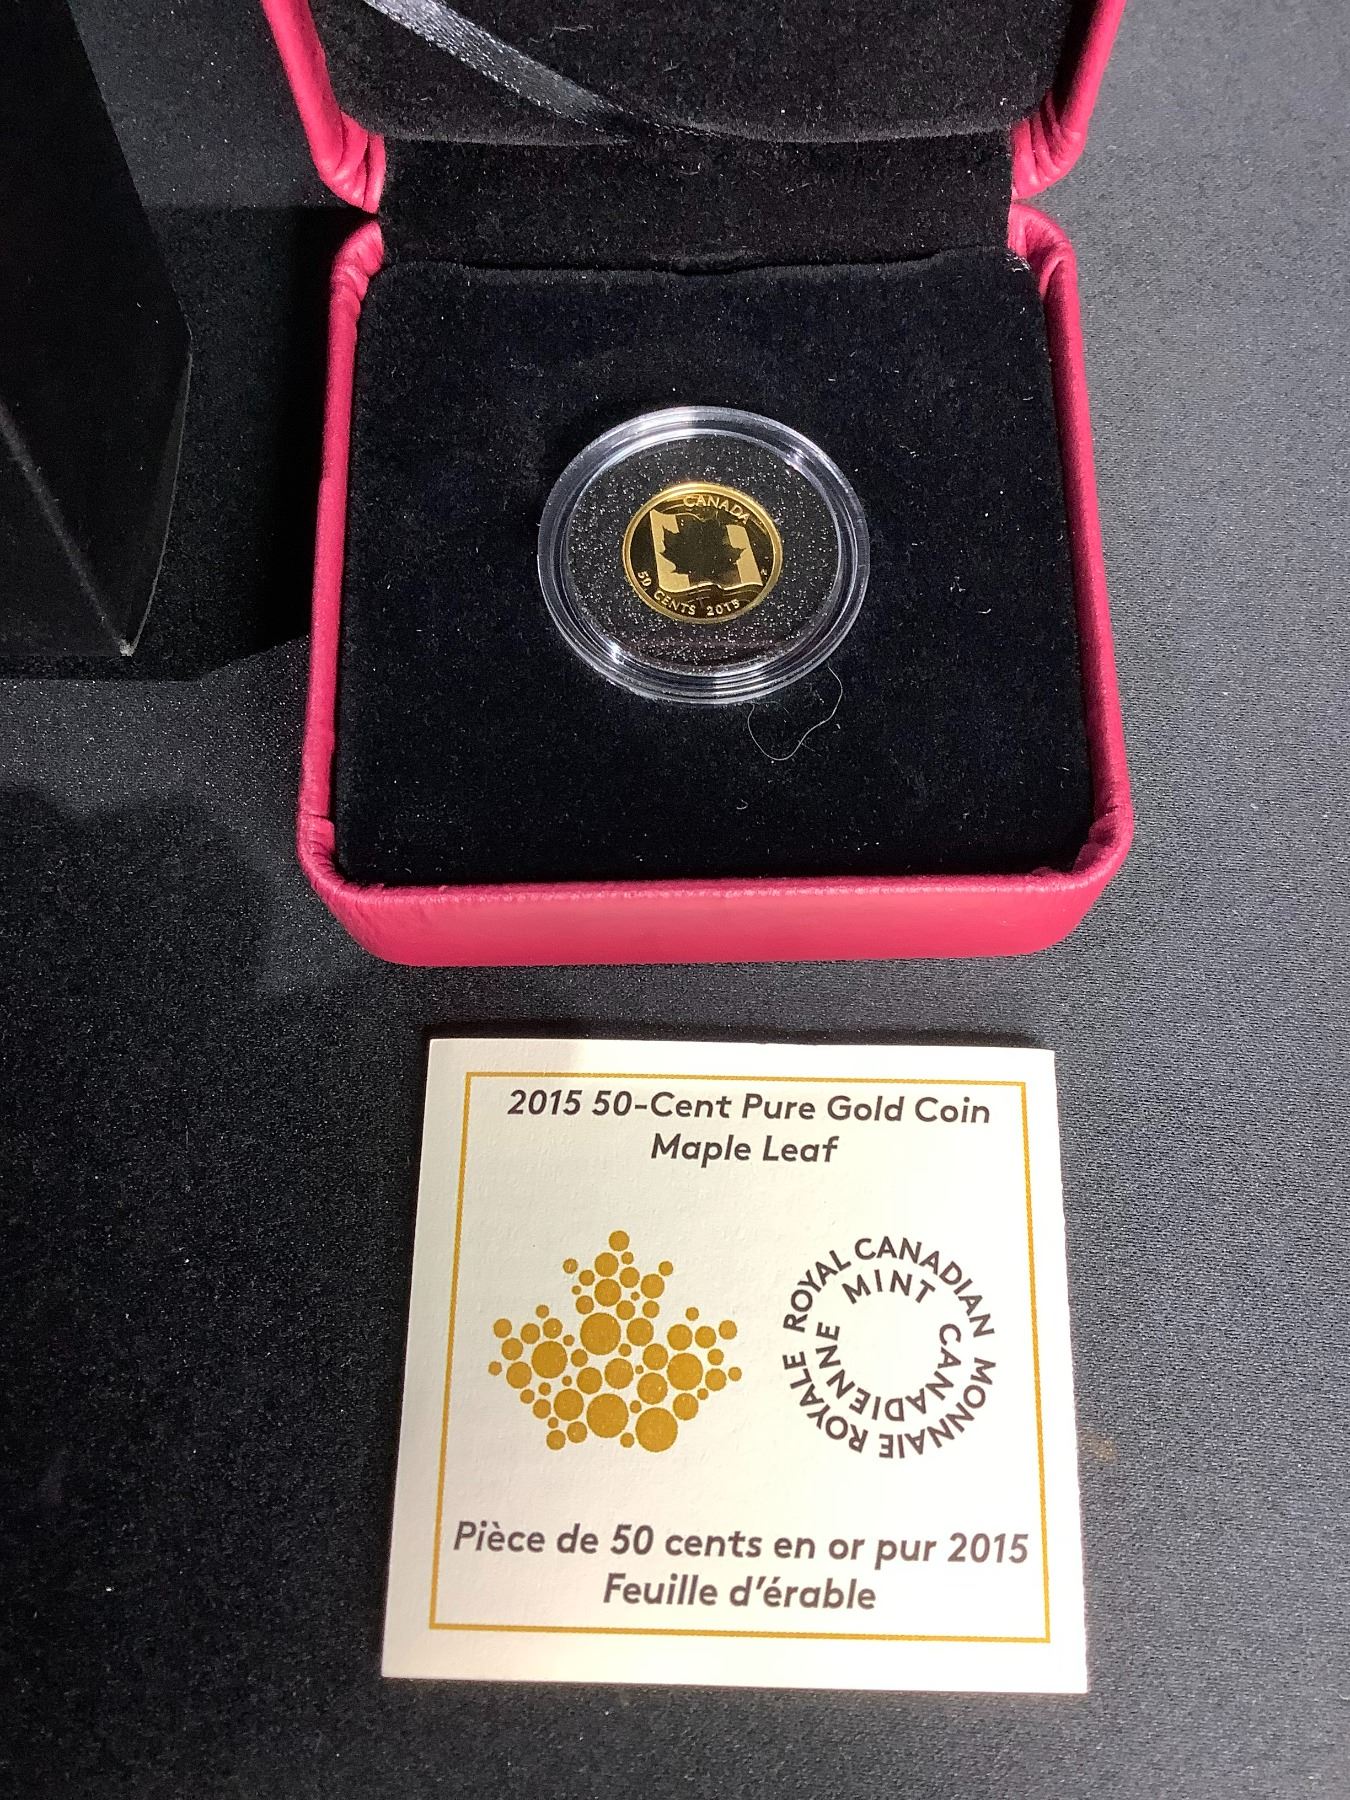 CANADA
50 CENTS 2015
2015 50-Cent Pure Gold Coin
Maple Leaf
ROYAL CANADIAN MINT
MONNAIE ROYALE CANADIENNE
Pièce de 50 cents en or pur 2015
Feuille d'érable